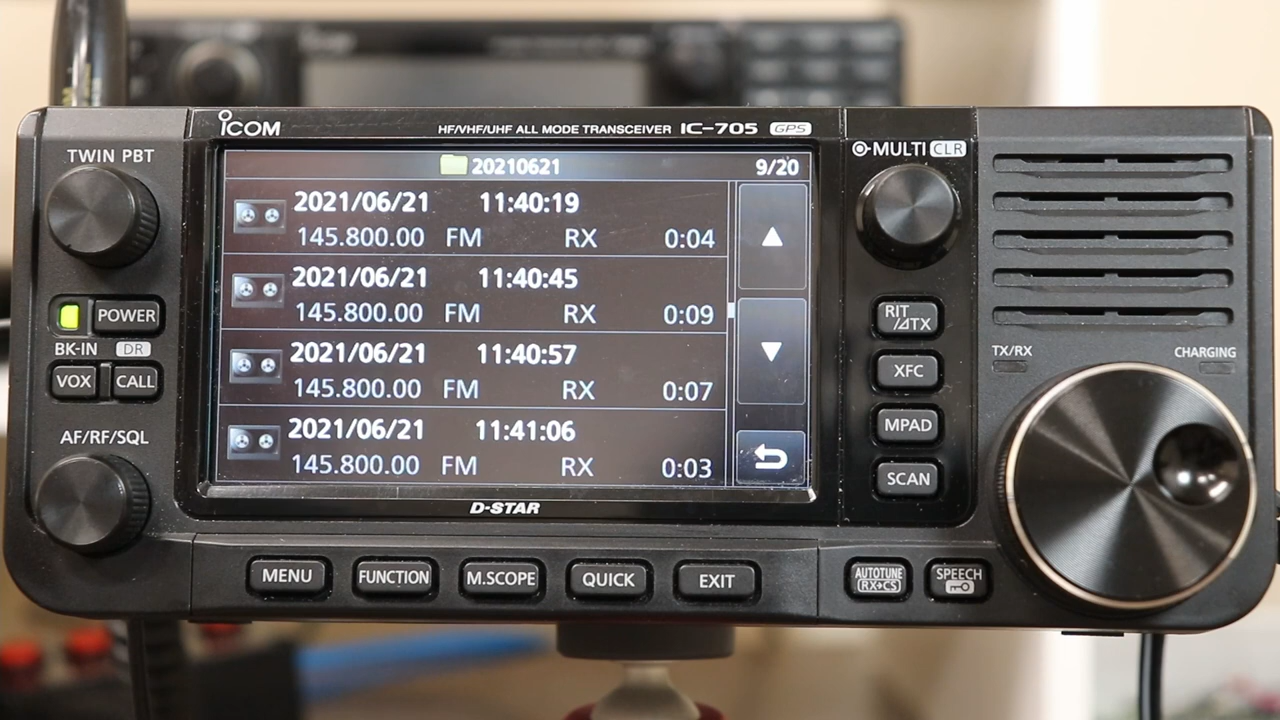 ICOM
HF/VHF/UHF ALL MODE TRANSCEIVER IC-705 GPS
TWIN PBT
20210621 9/20
2021/06/21 11:40:19
145.800.00 FM RX 0:04
2021/06/21 11:40:45
145.800.00 FM RX 0:09
2021/06/21 11:40:57
145.800.00 FM RX 0:07
2021/06/21 11:41:06
145.800.00 FM RX 0:03
MULTI CLR
POWER
BK-IN DR
VOX CALL
AF/RF/SQL
RIT
/⊿TX
XFC
MPAD
SCAN
TX/RX CHARGING
D-STAR
MENU FUNCTION M.SCOPE QUICK EXIT
AUTOTUNE
RX→CS
SPEECH